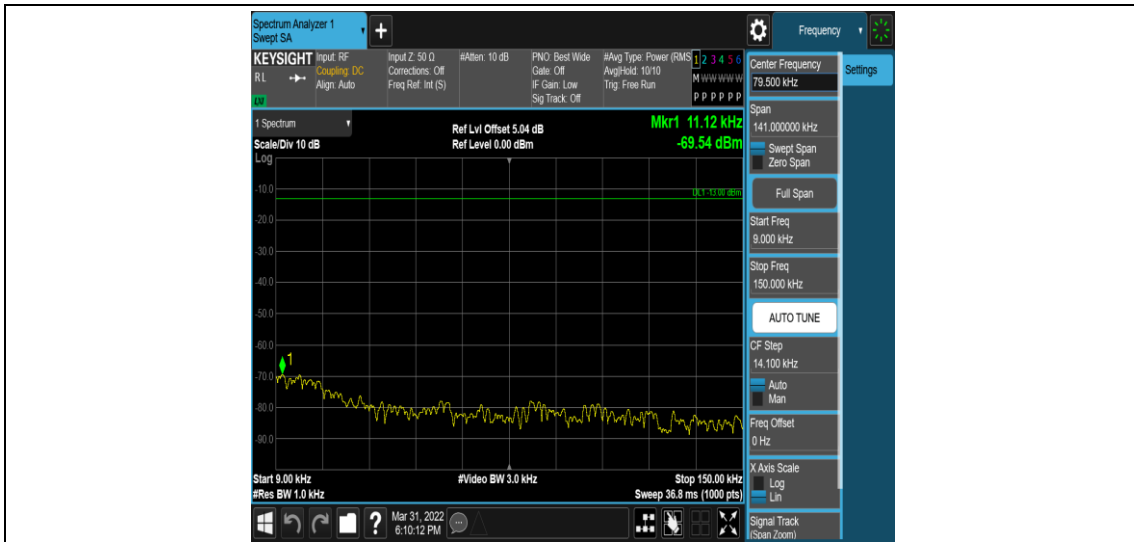 Spectrum Analyzer 1
Swept SA
+
Frequency
KEYSIGHT
RL
LXI
Input: RF
Coupling: DC
Align: Auto
Input Z: 50 Ω
Corrections: Off
Freq Ref: Int (S)
#Atten: 10 dB
PNO: Best Wide
Gate: Off
IF Gain: Low
Sig Track: Off
#Avg Type: Power (RMS
Avg|Hold: 10/10
Trig: Free Run
1 2 3 4 5 6
M W W W W W
P P P P P P
1 Spectrum
Scale/Div 10 dB
Ref Lvl Offset 5.04 dB
Ref Level 0.00 dBm
Mkr1 11.12 kHz
-69.54 dBm
Log
DL1 -13.00 dBm
-10.0
-20.0
-30.0
-40.0
-50.0
-60.0
1
-70.0
-80.0
-90.0
Start 9.00 kHz
#Res BW 1.0 kHz
#Video BW 3.0 kHz
Stop 150.00 kHz
Sweep 36.8 ms (1000 pts)
?
Mar 31, 2022
6:10:12 PM
Center Frequency
79.500 kHz
Settings
Span
141.000000 kHz
Swept Span
Zero Span
Full Span
Start Freq
9.000 kHz
Stop Freq
150.000 kHz
AUTO TUNE
CF Step
14.100 kHz
Auto
Man
Freq Offset
0 Hz
X Axis Scale
Log
Lin
Signal Track
(Span Zoom)